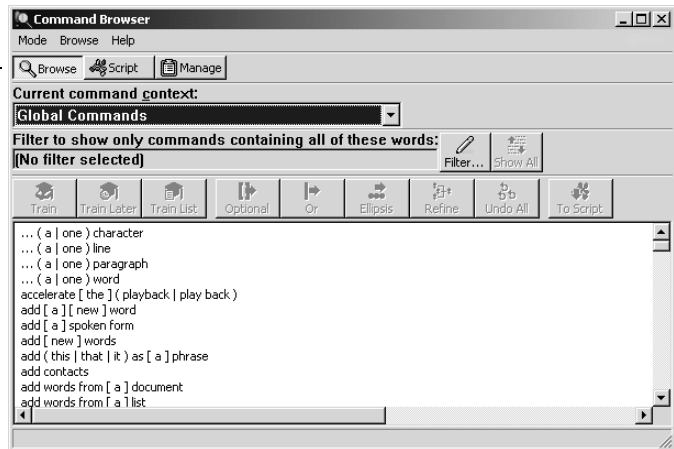 Command Browser
Mode Browse Help
Browse Script Manage
Current command context:
Global Commands
Filter to show only commands containing all of these words:
(No filter selected)
Filter... Show All
Train Train Later Train List Optional Or Ellipsis Refine Undo All To Script
... ( a | one ) character
... ( a | one ) line
... ( a | one ) paragraph
... ( a | one ) word
accelerate [ the ] ( playback | play back )
add [ a ] [ new ] word
add [ a ] spoken form
add [ new ] words
add ( this | that | it ) as [ a ] phrase
add contacts
add words from [ a ] document
add words from [ a ] list